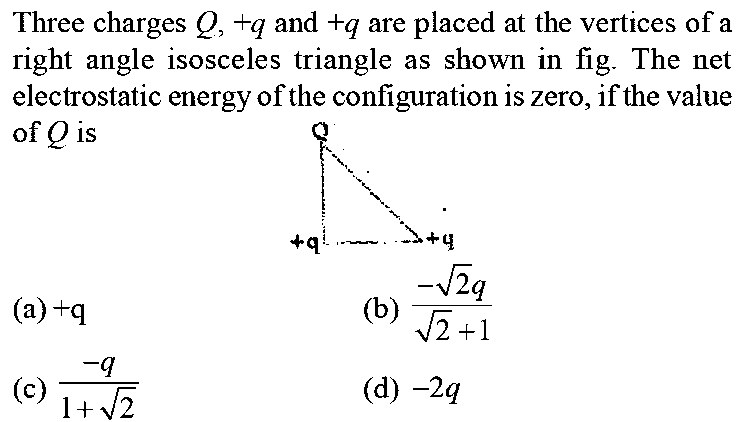 Three charges Q, +q and +q are placed at the vertices of a
right angle isosceles triangle as shown in fig. The net
electrostatic energy of the configuration is zero, if the value
of Q is
Q
+q +q
(a) +q (b) −√2q / √2 +1
(c) −q / 1+√2 (d) −2q